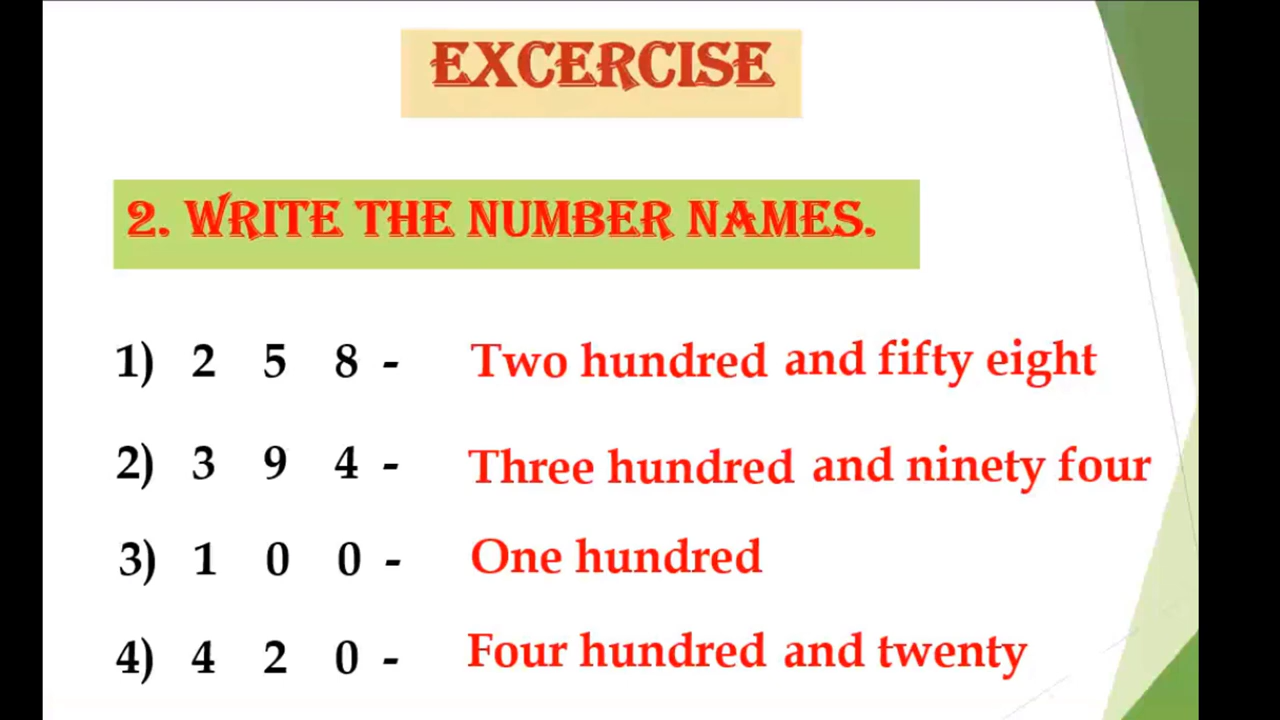 EXCERCISE
2. WRITE THE NUMBER NAMES.
1) 2 5 8 - Two hundred and fifty eight
2) 3 9 4 - Three hundred and ninety four
3) 1 0 0 - One hundred
4) 4 2 0 - Four hundred and twenty